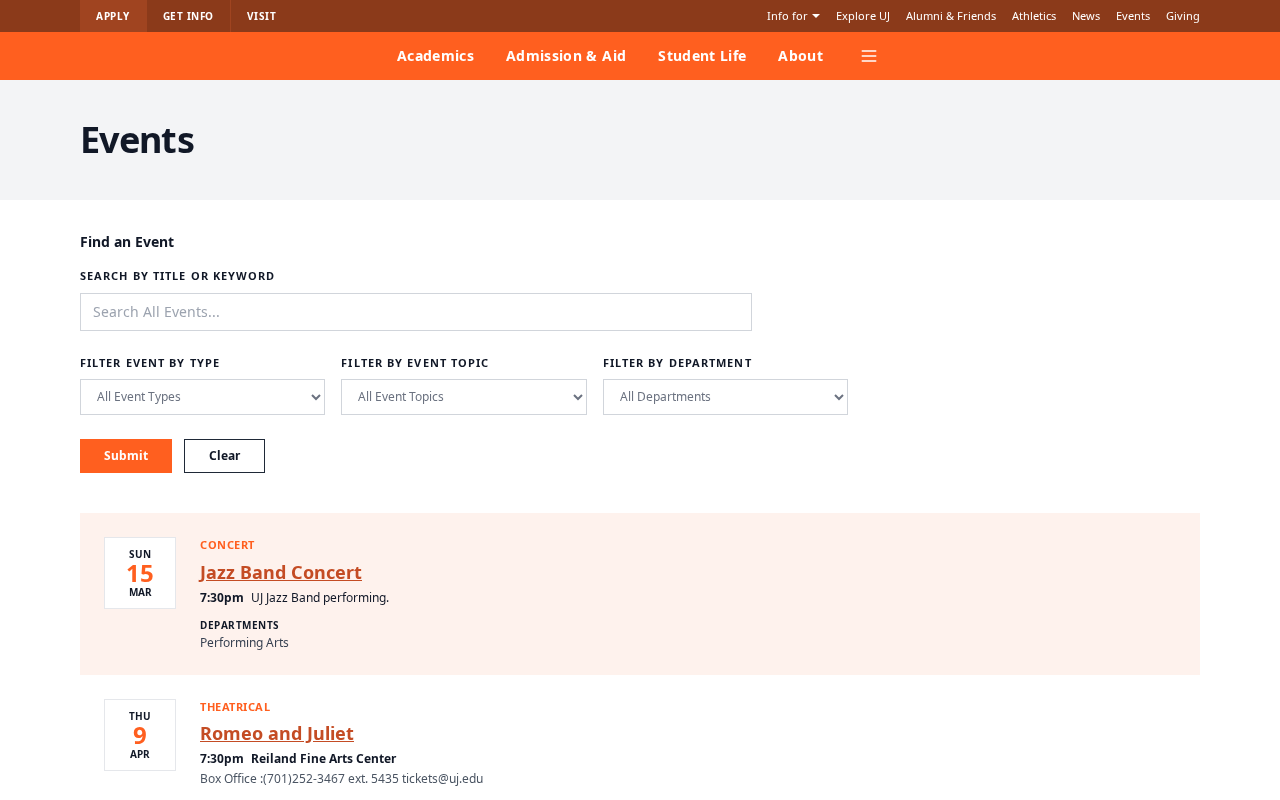 APPLY GET INFO VISIT Info for Explore UJ Alumni & Friends Athletics News Events Giving
Academics Admission & Aid Student Life About
Events
Find an Event
SEARCH BY TITLE OR KEYWORD
Search All Events...
FILTER EVENT BY TYPE FILTER BY EVENT TOPIC FILTER BY DEPARTMENT
All Event Types All Event Topics All Departments
Submit Clear
SUN
15
MAR
CONCERT
Jazz Band Concert
7:30pm UJ Jazz Band performing.
DEPARTMENTS
Performing Arts
THU
9
APR
THEATRICAL
Romeo and Juliet
7:30pm Reiland Fine Arts Center
Box Office :(701)252-3467 ext. 5435 tickets@uj.edu